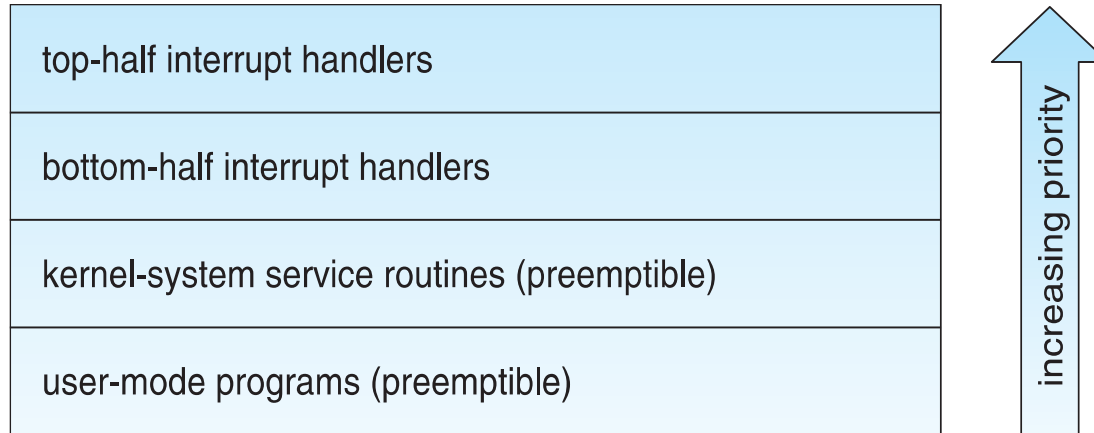 top-half interrupt handlers
bottom-half interrupt handlers
kernel-system service routines (preemptible)
user-mode programs (preemptible)
increasing priority